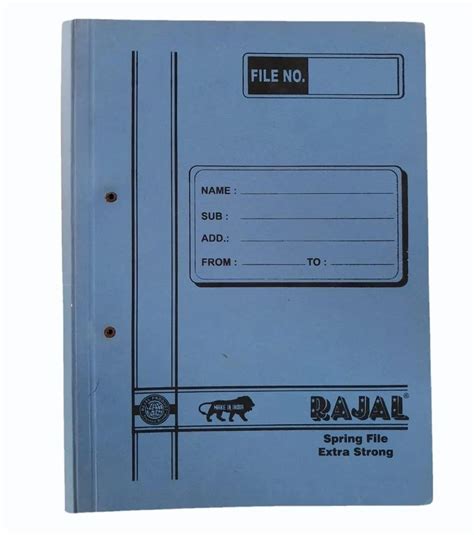 FILE NO.
NAME :
SUB :
ADD.:
FROM : TO :
MAKE IN INDIA
RAJAL®
Spring File
Extra Strong